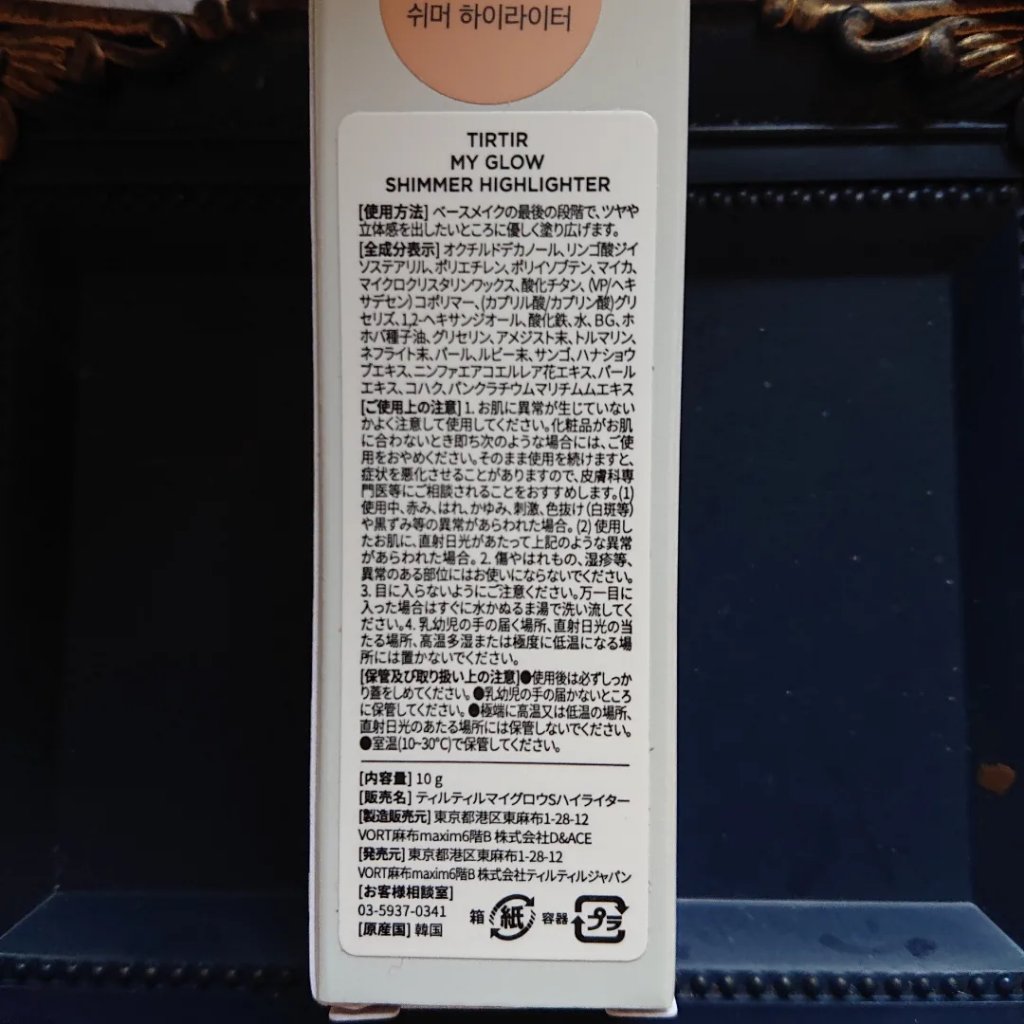 쉬머 하이라이터
TIRTIR
MY GLOW
SHIMMER HIGHLIGHTER
[使用方法] ベースメイクの最後の段階で、ツヤや
立体感を出したいところに優しく塗り広げます。
[全成分表示] オクチルドデカノール、リンゴ酸ジイ
ソステアリル、ポリエチレン、ポリイソブテン、マイカ、
マイクロクリスタリンワックス、酸化チタン、(VP/ヘキ
サデセン) コポリマー、(カプリル酸/カプリン酸)グリ
セリズ、1,2-ヘキサンジオール、酸化鉄、水、BG、ホ
ホバ種子油、グリセリン、アメジスト末、トルマリン、
ネフライト末、パール、ルビー末、サンゴ、ハナショウ
ブエキス、ニンファエアコエルレア花エキス、パール
エキス、コハク、パンクラチウムマリチムムエキス
[ご使用上の注意] 1. お肌に異常が生じていない
かよく注意して使用してください。化粧品がお肌
に合わないとき即ち次のような場合には、ご使
用をおやめください。そのまま使用を続けますと、
症状を悪化させることがありますので、皮膚科専
門医等にご相談されることをおすすめします。(1)
使用中、赤み、はれ、かゆみ、刺激、色抜け (白斑等)
や黒ずみ等の異常があらわれた場合。(2) 使用し
たお肌に、直射日光があたって上記のような異常
があらわれた場合。2. 傷やはれもの、湿疹等、
異常のある部位にはお使いにならないでください。
3. 目に入らないようにご注意ください。万一目に
入った場合はすぐに水かぬるま湯で洗い流してく
ださい。4. 乳幼児の手の届く場所、直射日光の当
たる場所、高温多湿または極度に低温になる場
所には置かないでください。
[保管及び取り扱い上の注意]●使用後は必ずしっか
り蓋をしめてください。●乳幼児の手の届かないところ
に保管してください。●極端に高温又は低温の場所、
直射日光のあたる場所には保管しないでください。
●室温(10~30℃)で保管してください。
[内容量] 10 g
[販売名] ティルティルマイグロウSハイライター
[製造販売元] 東京都港区東麻布1-28-12
VORT麻布maxim6階B 株式会社D&ACE
[発売元] 東京都港区東麻布1-28-12
VORT麻布maxim6階B 株式会社ティルティルジャパン
[お客様相談室]
03-5937-0341
[原産国] 韓国
箱 紙 容器 プラ